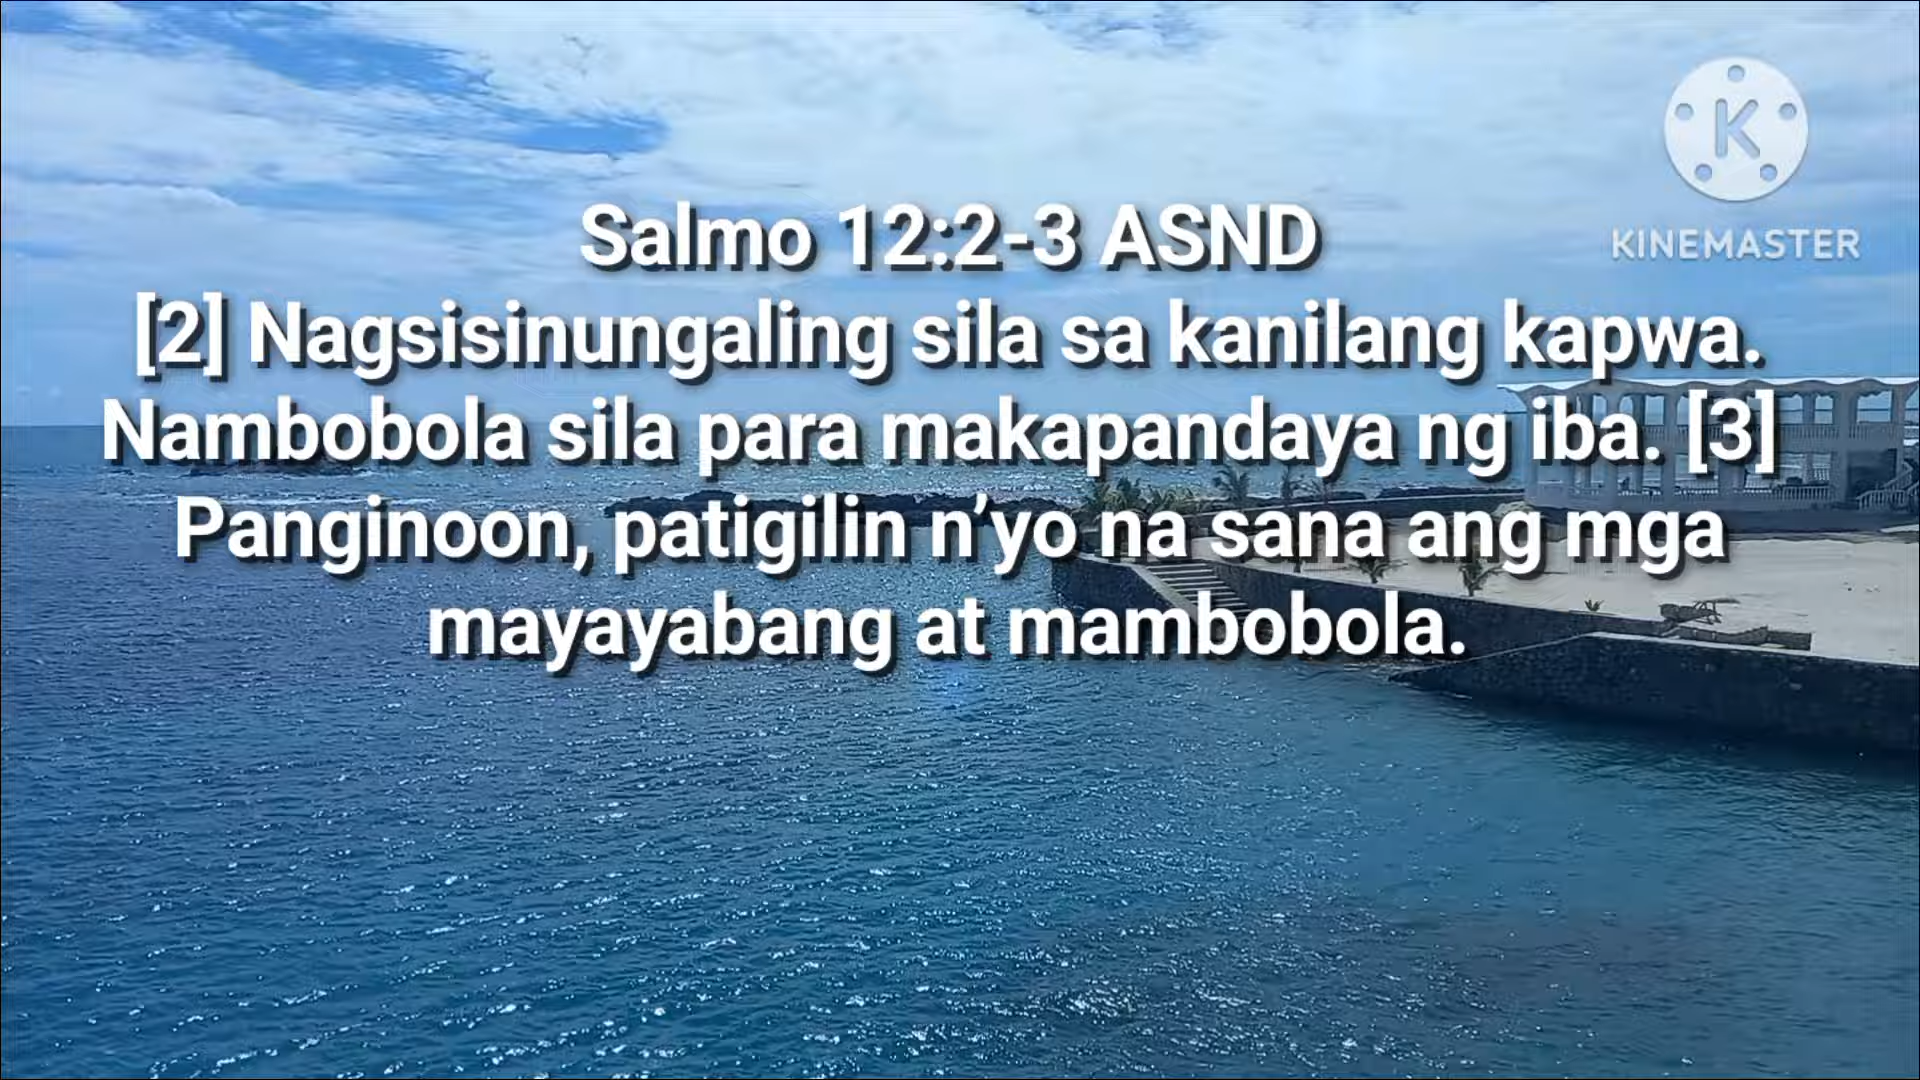 KINEMASTER
Salmo 12:2-3 ASND
[2] Nagsisinungaling sila sa kanilang kapwa.
Nambobola sila para makapandaya ng iba. [3]
Panginoon, patigilin n’yo na sana ang mga
mayayabang at mambobola.